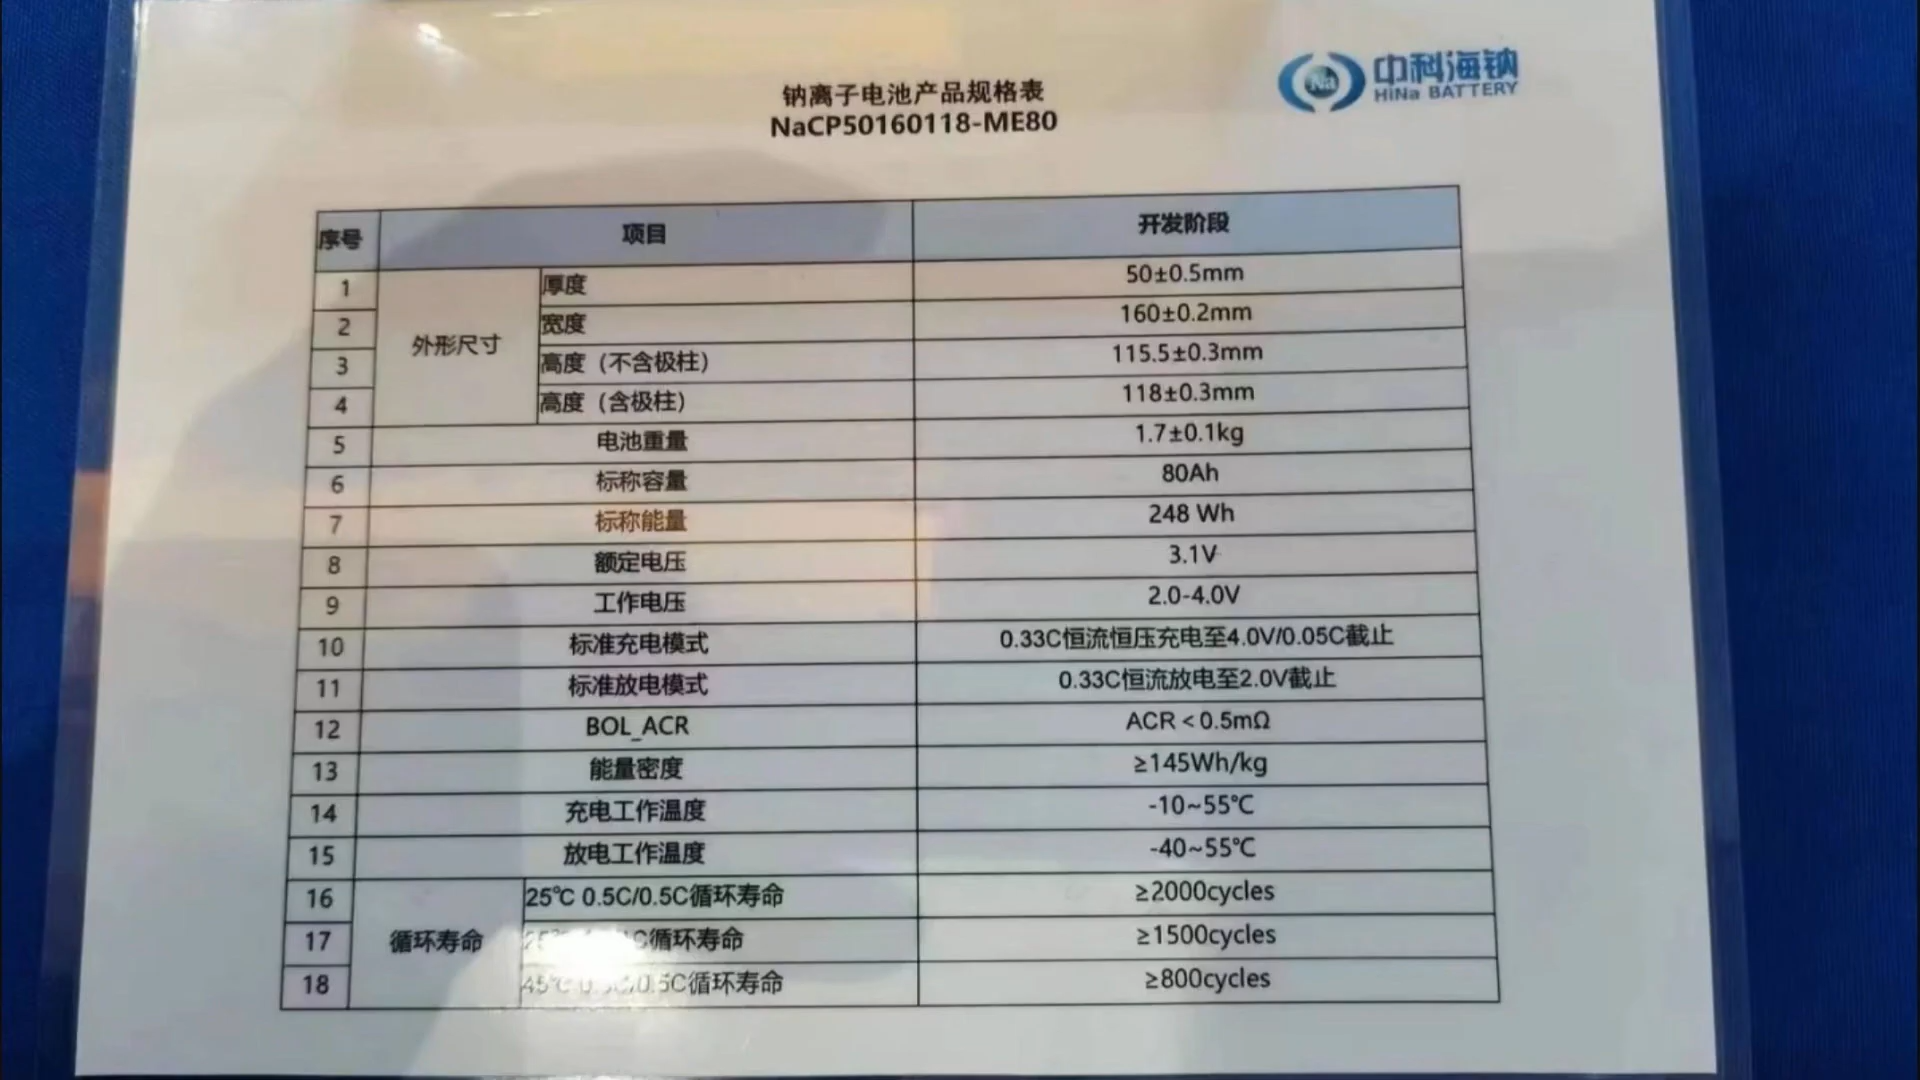 中科海钠
HiNa BATTERY
钠离子电池产品规格表
NaCP50160118-ME80
序号 项目 开发阶段
1 外形尺寸 厚度 50±0.5mm
2 宽度 160±0.2mm
3 高度（不含极柱） 115.5±0.3mm
4 高度（含极柱） 118±0.3mm
5 电池重量 1.7±0.1kg
6 标称容量 80Ah
7 标称能量 248 Wh
8 额定电压 3.1V
9 工作电压 2.0-4.0V
10 标准充电模式 0.33C恒流恒压充电至4.0V/0.05C截止
11 标准放电模式 0.33C恒流放电至2.0V截止
12 BOL_ACR ACR＜0.5mΩ
13 能量密度 ≥145Wh/kg
14 充电工作温度 -10~55℃
15 放电工作温度 -40~55℃
16 循环寿命 25℃ 0.5C/0.5C循环寿命 ≥2000cycles
17 25℃ 循环寿命 ≥1500cycles
18 45℃ 0.5C/0.5C循环寿命 ≥800cycles